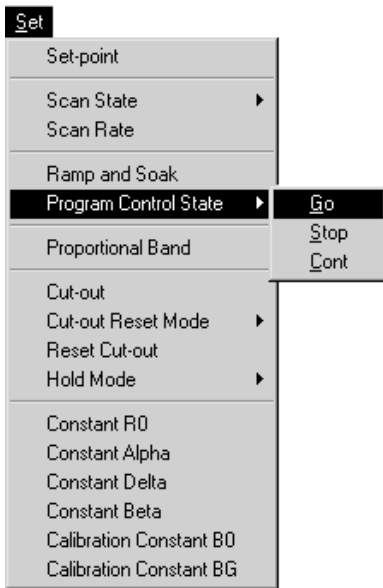 Set
Set-point
Scan State
Scan Rate
Ramp and Soak
Program Control State
Go
Stop
Cont
Proportional Band
Cut-out
Cut-out Reset Mode
Reset Cut-out
Hold Mode
Constant R0
Constant Alpha
Constant Delta
Constant Beta
Calibration Constant B0
Calibration Constant BG